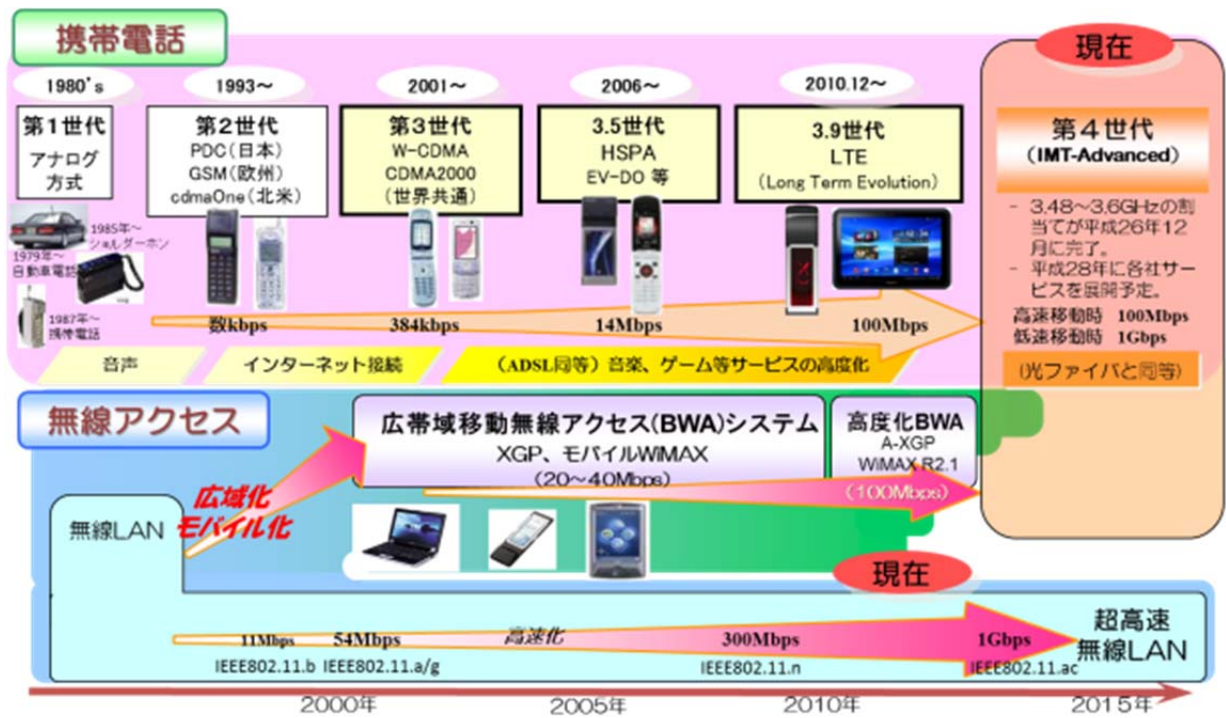 携帯電話
現在
1980's
1993～
2001～
2006～
2010.12～
第1世代
アナログ
方式
第2世代
PDC(日本)
GSM(欧州)
cdmaOne(北米)
第3世代
W-CDMA
CDMA2000
(世界共通)
3.5世代
HSPA
EV-DO 等
3.9世代
LTE
(Long Term Evolution)
第4世代
(IMT-Advanced)
- 3.48～3.6GHzの割
当てが平成26年12
月に完了。
- 平成28年に各社サー
ビスを展開予定。
高速移動時 100Mbps
低速移動時 1Gbps
(光ファイバと同等)
1985年～
ショルダーホン
1979年～
自動車電話
1987年～
携帯電話
数kbps
384kbps
14Mbps
100Mbps
音声
インターネット接続
(ADSL同等) 音楽、ゲーム等サービスの高度化
無線アクセス
広帯域移動無線アクセス(BWA)システム
XGP、モバイルWiMAX
(20～40Mbps)
高度化BWA
A-XGP
WiMAX R2.1
(100Mbps)
広域化
モバイル化
無線LAN
現在
11Mbps
54Mbps
高速化
300Mbps
1Gbps
超高速
無線LAN
IEEE802.11.b
IEEE802.11.a/g
IEEE802.11.n
IEEE802.11.ac
2000年
2005年
2010年
2015年